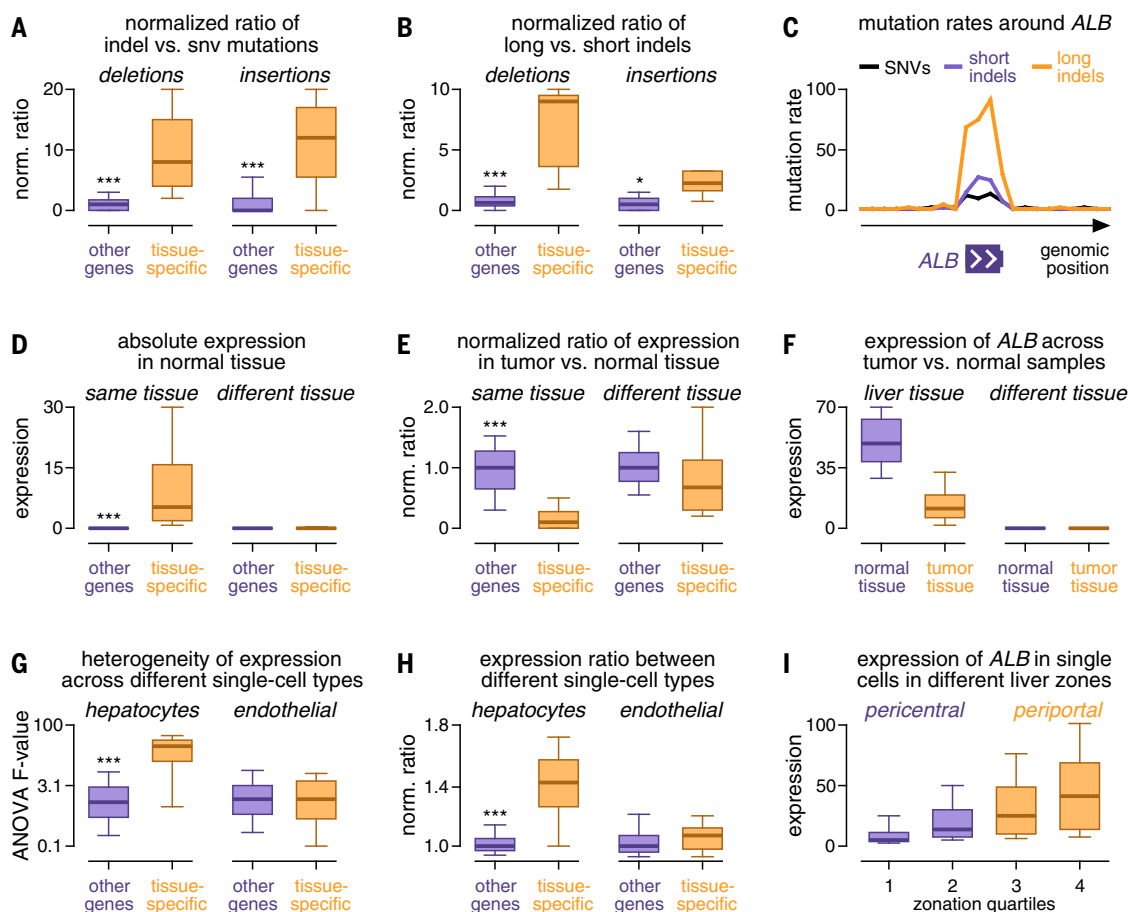 A
normalized ratio of
indel vs. snv mutations
deletions
insertions
norm. ratio
20
10
0
***
***
other
genes
tissue-
specific
other
genes
tissue-
specific
B
normalized ratio of
long vs. short indels
deletions
insertions
norm. ratio
10
5
0
***
*
other
genes
tissue-
specific
other
genes
tissue-
specific
C
mutation rates around ALB
SNVs
short
indels
long
indels
mutation rate
100
50
0
ALB
genomic
position
D
absolute expression
in normal tissue
same tissue
different tissue
expression
30
15
0
***
other
genes
tissue-
specific
other
genes
tissue-
specific
E
normalized ratio of expression
in tumor vs. normal tissue
same tissue
different tissue
norm. ratio
2.0
1.0
0
***
other
genes
tissue-
specific
other
genes
tissue-
specific
F
expression of ALB across
tumor vs. normal samples
liver tissue
different tissue
expression
70
35
0
normal
tissue
tumor
tissue
normal
tissue
tumor
tissue
G
heterogeneity of expression
across different single-cell types
hepatocytes
endothelial
ANOVA F-value
100
3.1
0.1
***
other
genes
tissue-
specific
other
genes
tissue-
specific
H
expression ratio between
different single-cell types
hepatocytes
endothelial
norm. ratio
1.8
1.4
1.0
***
other
genes
tissue-
specific
other
genes
tissue-
specific
I
expression of ALB in single
cells in different liver zones
pericentral
periportal
expression
100
50
0
1
2
3
4
zonation quartiles